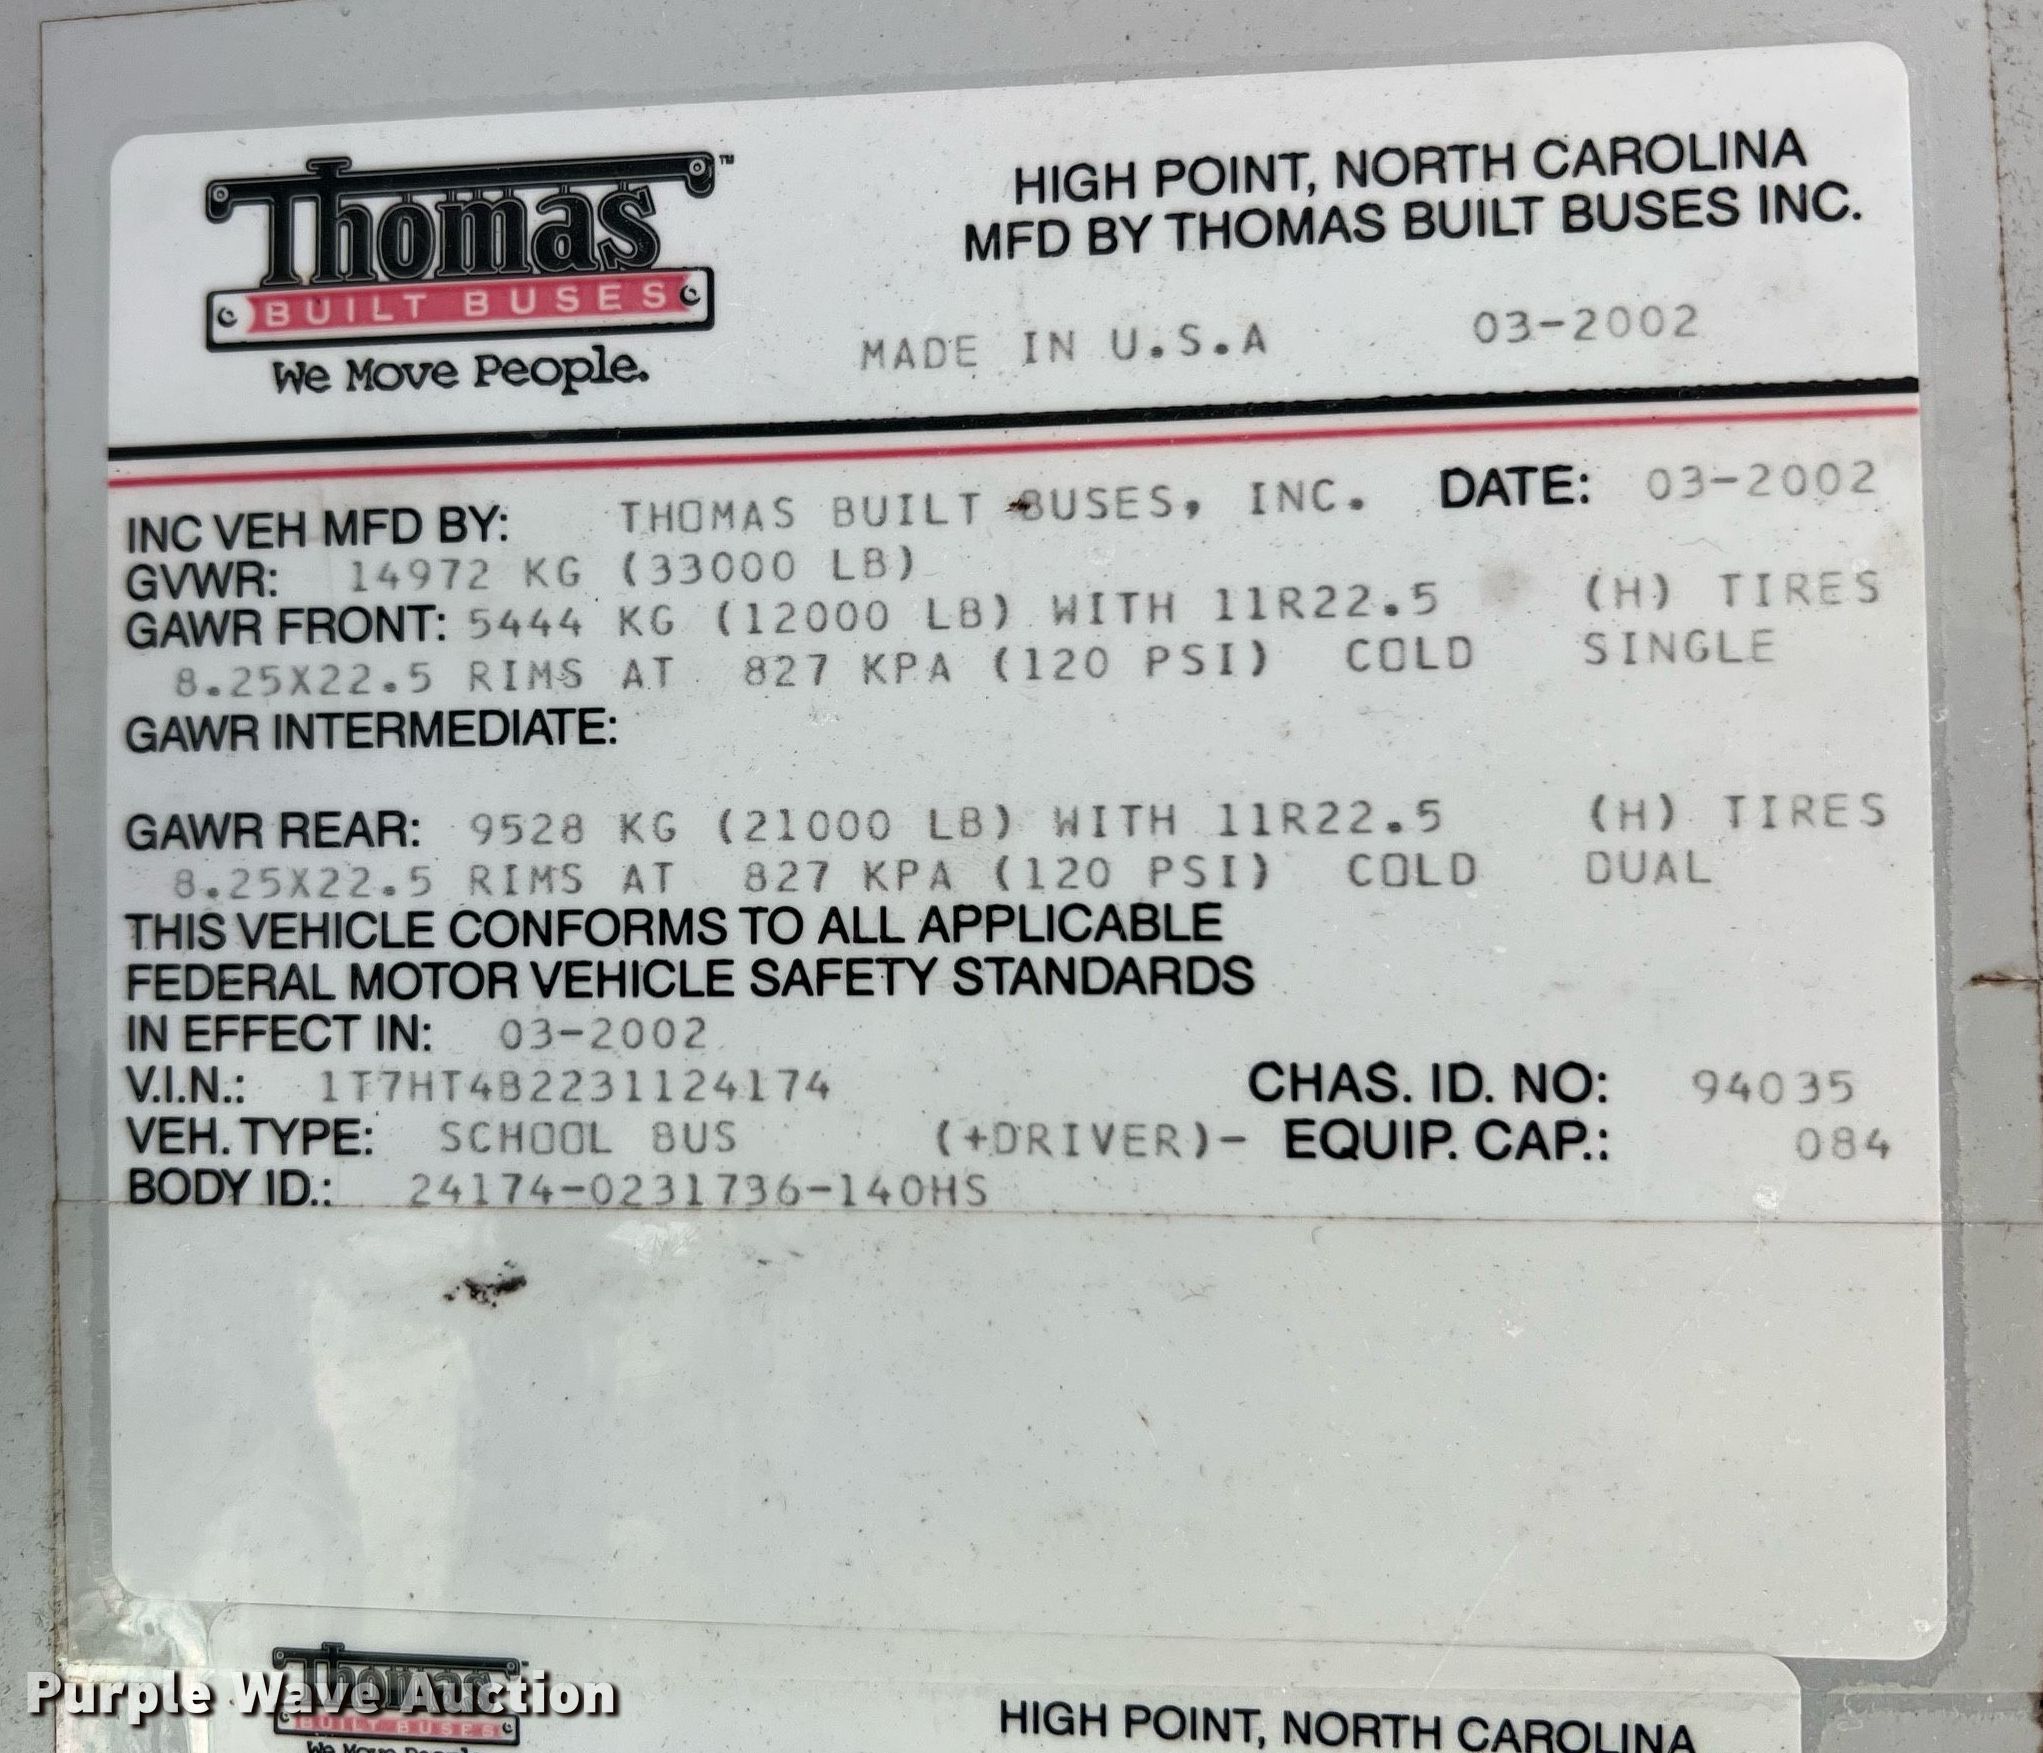 Thomas™
BUILT BUSES
We Move People.
HIGH POINT, NORTH CAROLINA
MFD BY THOMAS BUILT BUSES INC.
MADE IN U.S.A 03-2002
INC VEH MFD BY: THOMAS BUILT BUSES, INC. DATE: 03-2002
GVWR: 14972 KG (33000 LB)
GAWR FRONT: 5444 KG (12000 LB) WITH 11R22.5 (H) TIRES
8.25X22.5 RIMS AT 827 KPA (120 PSI) COLD SINGLE
GAWR INTERMEDIATE:
GAWR REAR: 9528 KG (21000 LB) WITH 11R22.5 (H) TIRES
8.25X22.5 RIMS AT 827 KPA (120 PSI) COLD DUAL
THIS VEHICLE CONFORMS TO ALL APPLICABLE
FEDERAL MOTOR VEHICLE SAFETY STANDARDS
IN EFFECT IN: 03-2002
V.I.N.: 1T7HT4B2231124174 CHAS. ID. NO: 94035
VEH. TYPE: SCHOOL BUS (+DRIVER)- EQUIP. CAP.: 084
BODY ID.: 24174-0231736-140HS
Thomas
BUILT BUSES
We Move People.
HIGH POINT, NORTH CAROLINA
Purple Wave Auction